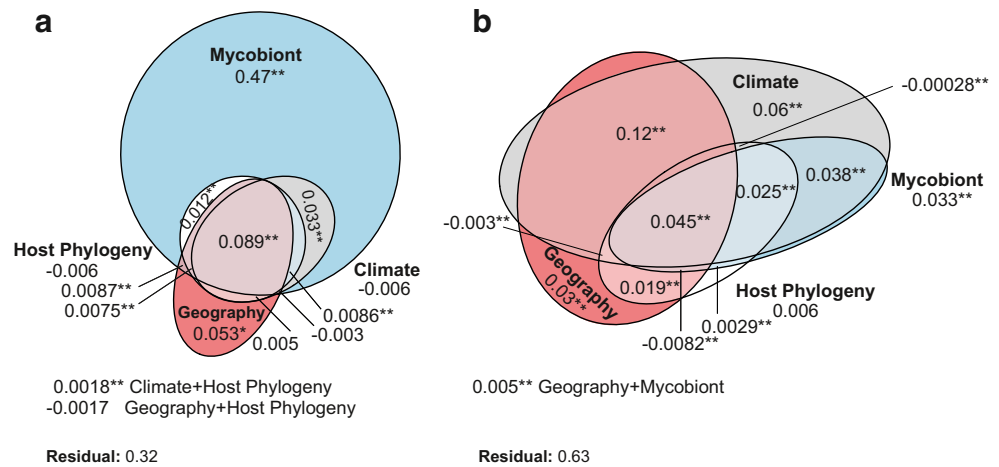 a
Mycobiont
0.47**
0.012**
0.033**
0.089**
Host Phylogeny
-0.006
0.0087**
0.0075**
Climate
-0.006
Geography
0.053*
0.0086**
-0.003
0.005
0.0018** Climate+Host Phylogeny
-0.0017 Geography+Host Phylogeny
Residual: 0.32
b
Climate
0.06**
-0.00028**
0.12**
0.038**
0.025**
Mycobiont
0.033**
0.045**
-0.003**
Geography
0.03**
0.019**
Host Phylogeny
0.006
0.0029**
-0.0082**
0.005** Geography+Mycobiont
Residual: 0.63